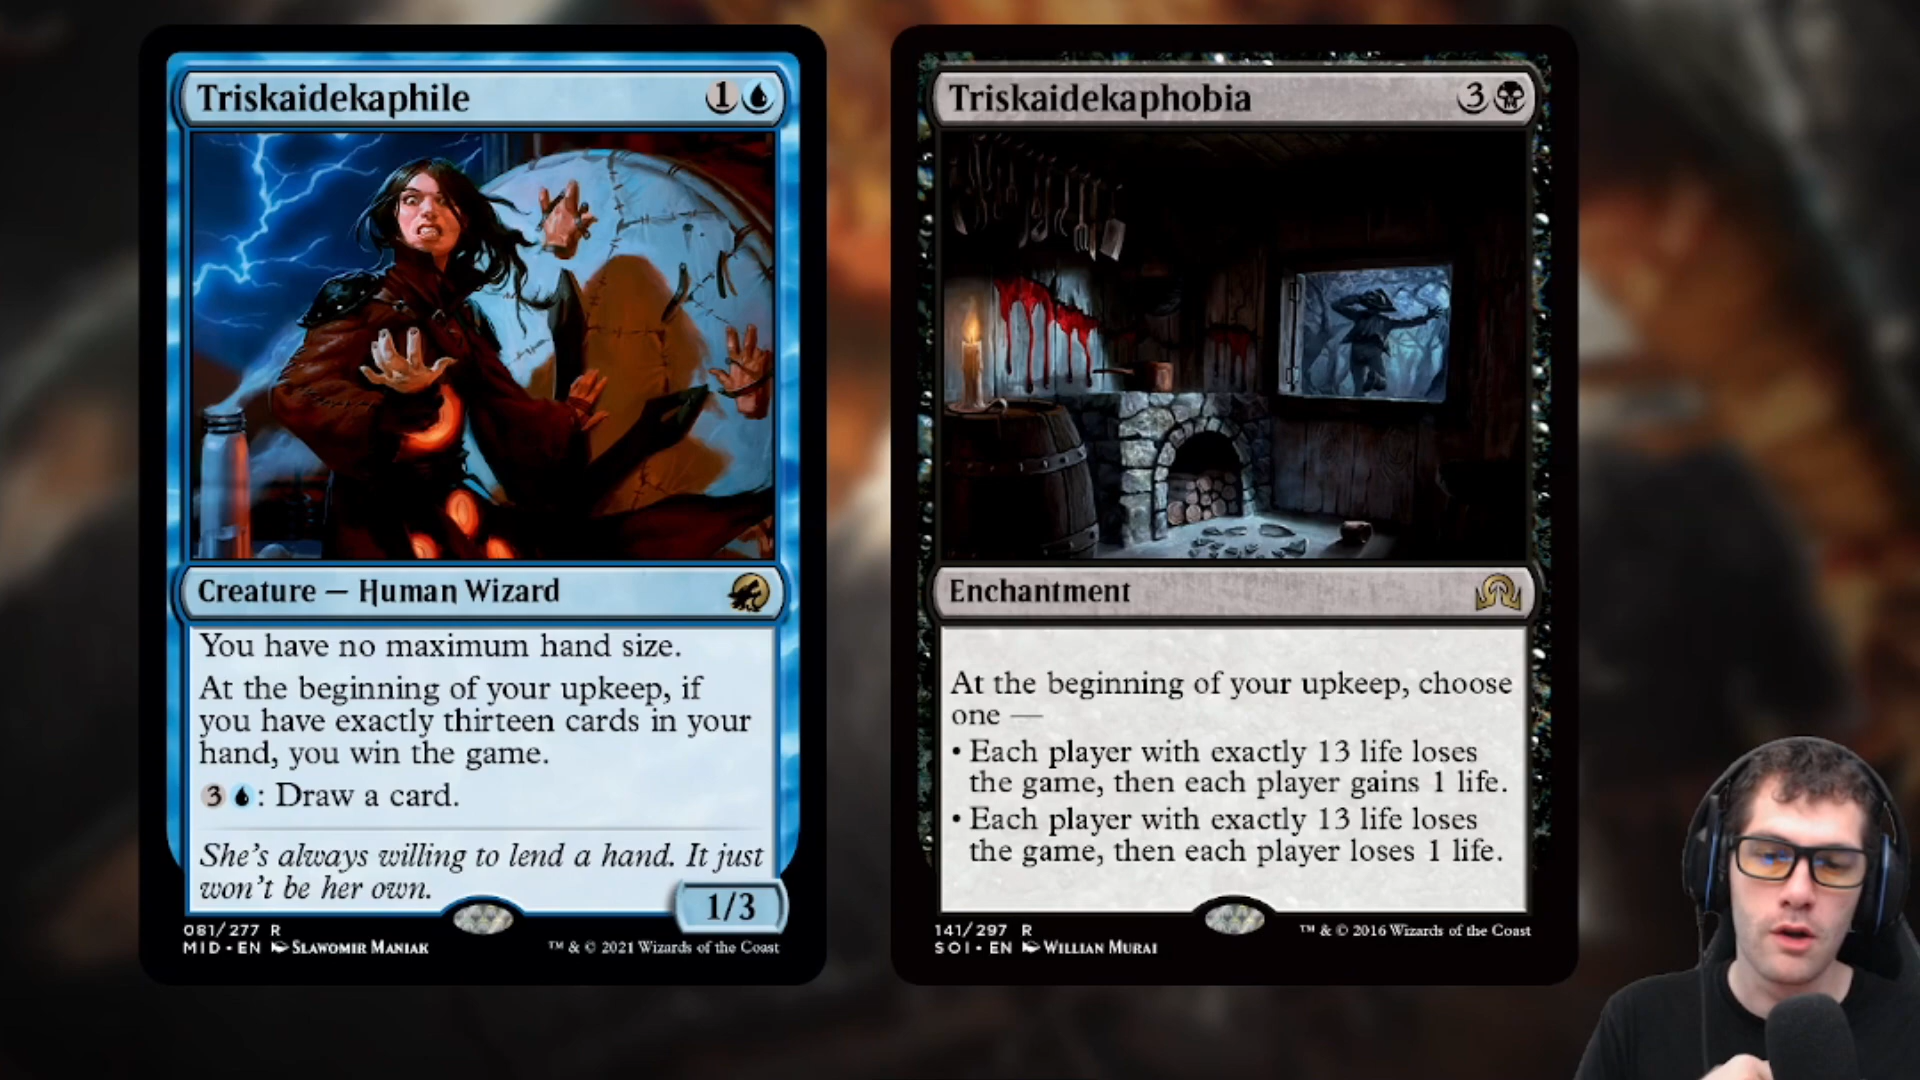 Triskaidekaphile 1
Creature — Human Wizard
You have no maximum hand size.
At the beginning of your upkeep, if
you have exactly thirteen cards in your
hand, you win the game.
3 : Draw a card.
She's always willing to lend a hand. It just
won't be her own.
1/3
081/277 R
MID • EN SLAWOMIR MANIAK
™ & © 2021 Wizards of the Coast
Triskaidekaphobia 3
Enchantment
At the beginning of your upkeep, choose
one —
• Each player with exactly 13 life loses
the game, then each player gains 1 life.
• Each player with exactly 13 life loses
the game, then each player loses 1 life.
141/297 R
SOI • EN WILLIAN MURAI
™ & © 2016 Wizards of the Coast